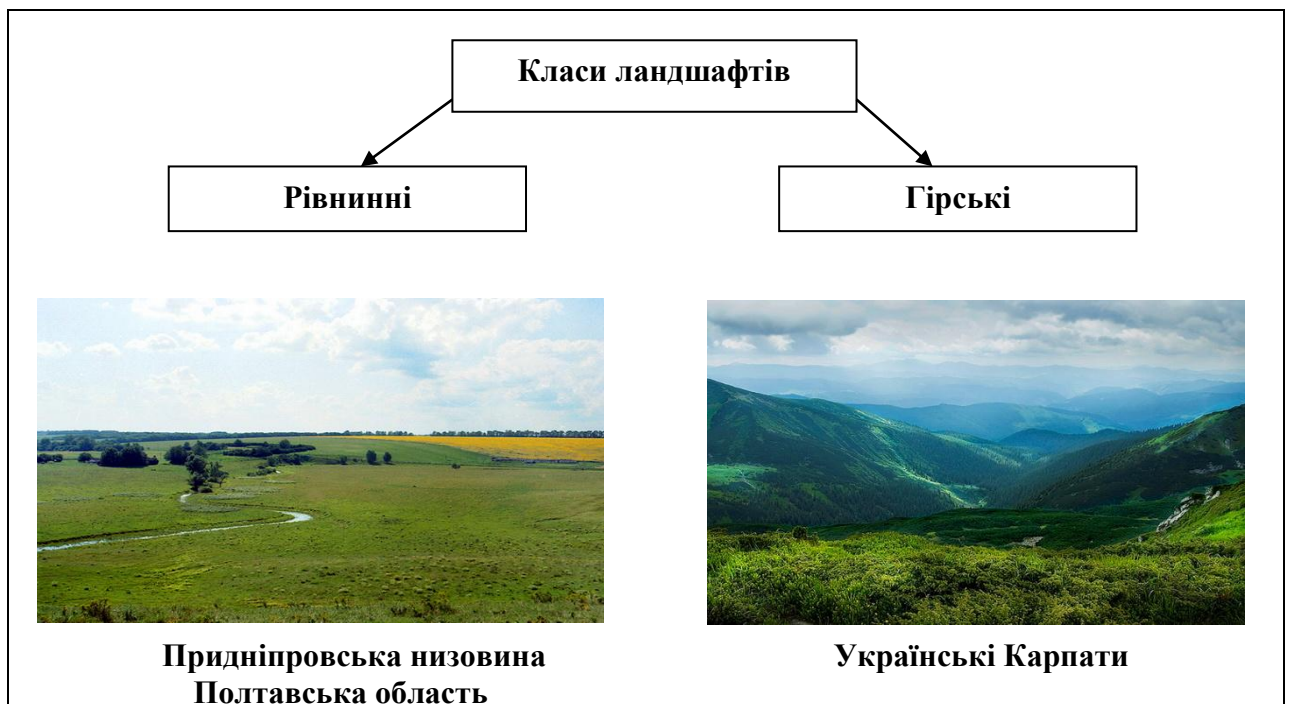 Класи ландшафтів
Рівнинні
Гірські
Придніпровська низовина
Полтавська область
Українські Карпати